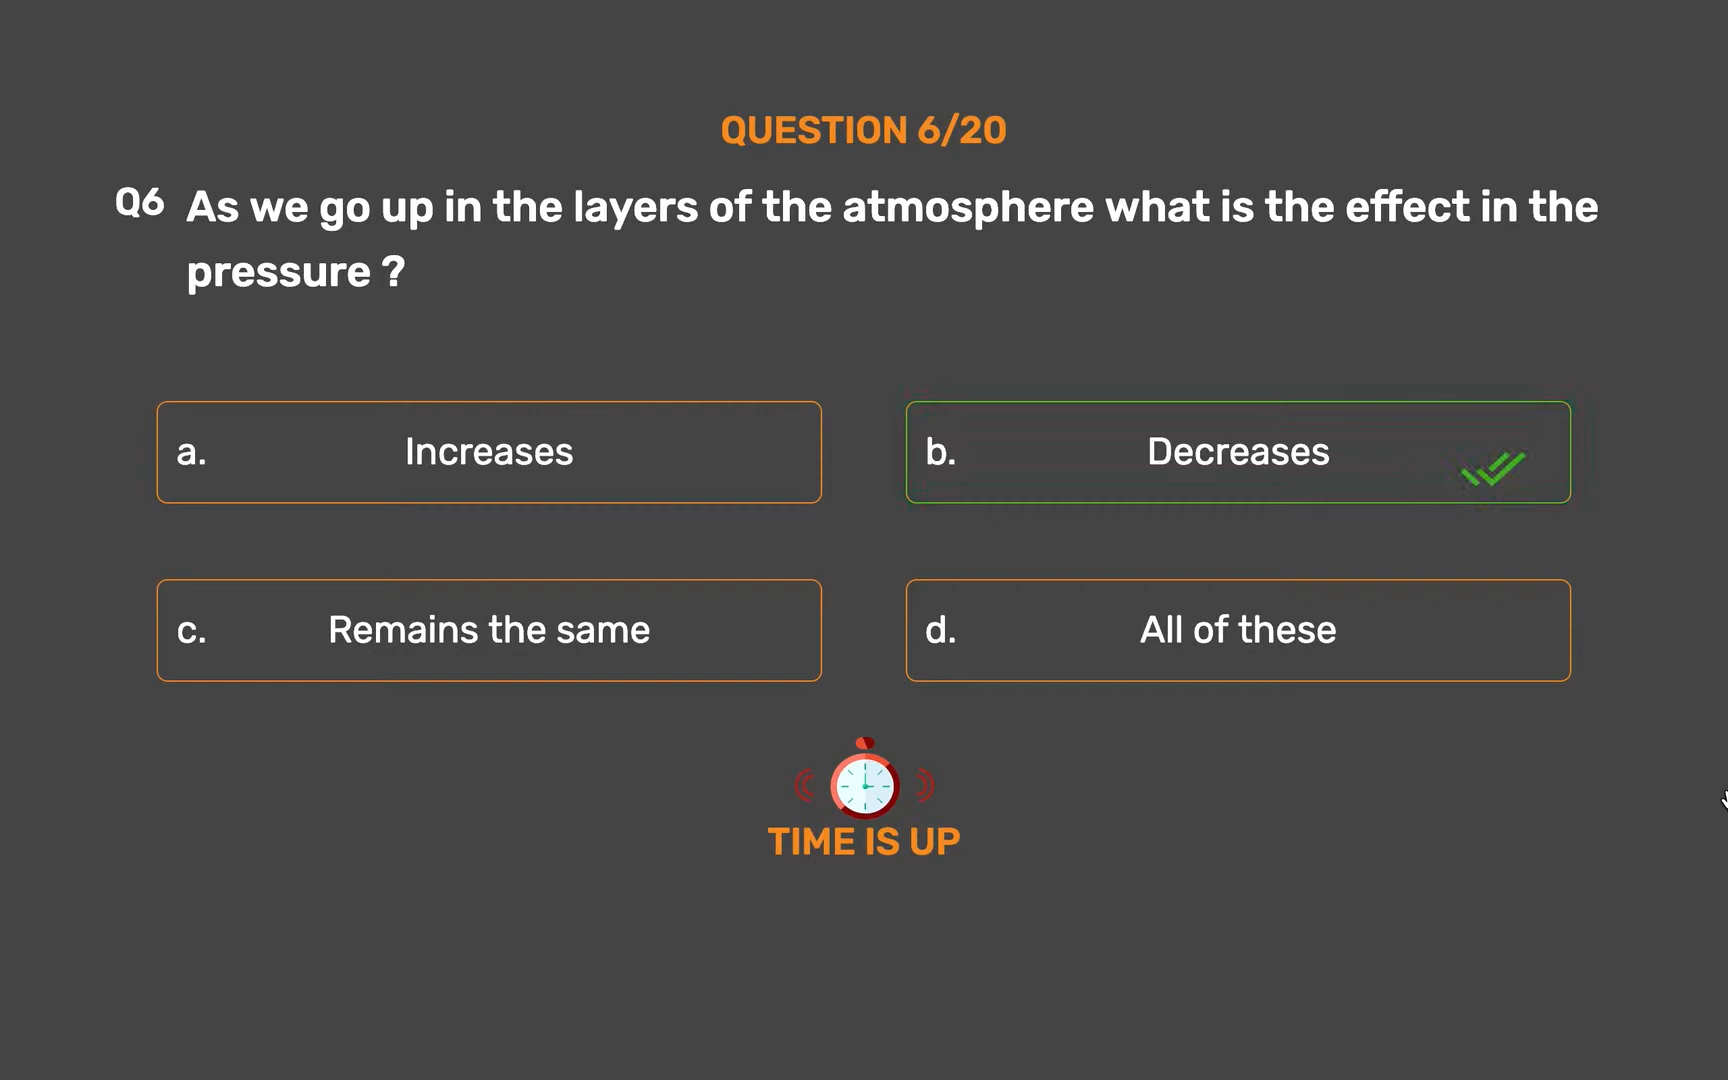 QUESTION 6/20
Q6 As we go up in the layers of the atmosphere what is the effect in the
pressure ?
a. Increases
b. Decreases
c. Remains the same
d. All of these
TIME IS UP